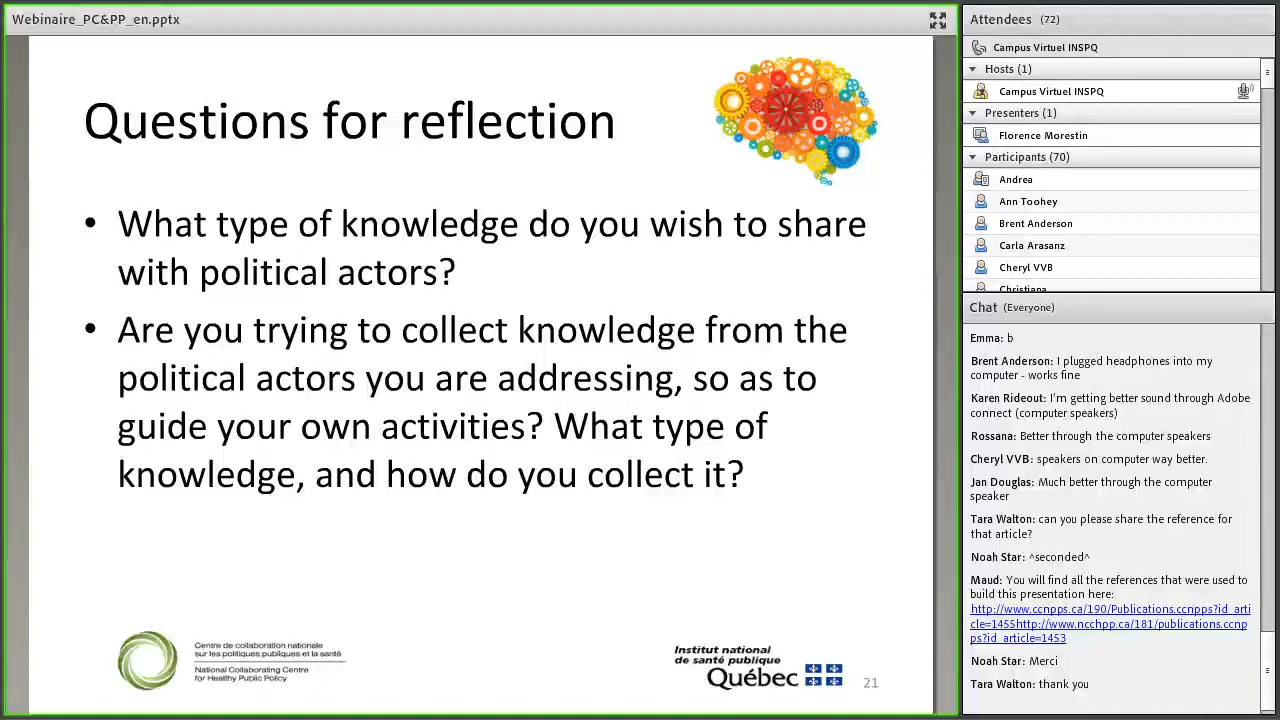 Webinaire_PC&PP_en.pptx
Questions for reflection
• What type of knowledge do you wish to share
with political actors?
• Are you trying to collect knowledge from the
political actors you are addressing, so as to
guide your own activities? What type of
knowledge, and how do you collect it?
Centre de collaboration nationale
sur les politiques publiques et la santé
National Collaborating Centre
for Healthy Public Policy
Institut national
de santé publique
Québec
21
Attendees (72)
Campus Virtuel INSPQ
Hosts (1)
Campus Virtuel INSPQ
Presenters (1)
Florence Morestin
Participants (70)
Andrea
Ann Toohey
Brent Anderson
Carla Arasanz
Cheryl VVB
Christiana
Chat (Everyone)
Emma: b
Brent Anderson: I plugged headphones into my
computer - works fine
Karen Rideout: I'm getting better sound through Adobe
connect (computer speakers)
Rossana: Better through the computer speakers
Cheryl VVB: speakers on computer way better.
Jan Douglas: Much better through the computer
speaker
Tara Walton: can you please share the reference for
that article?
Noah Star: ^seconded^
Maud: You will find all the references that were used to
build this presentation here:
http://www.ccnpps.ca/190/Publications.ccnpps?id_arti
cle=1455http://www.ncchpp.ca/181/publications.ccnp
ps?id_article=1453
Noah Star: Merci
Tara Walton: thank you